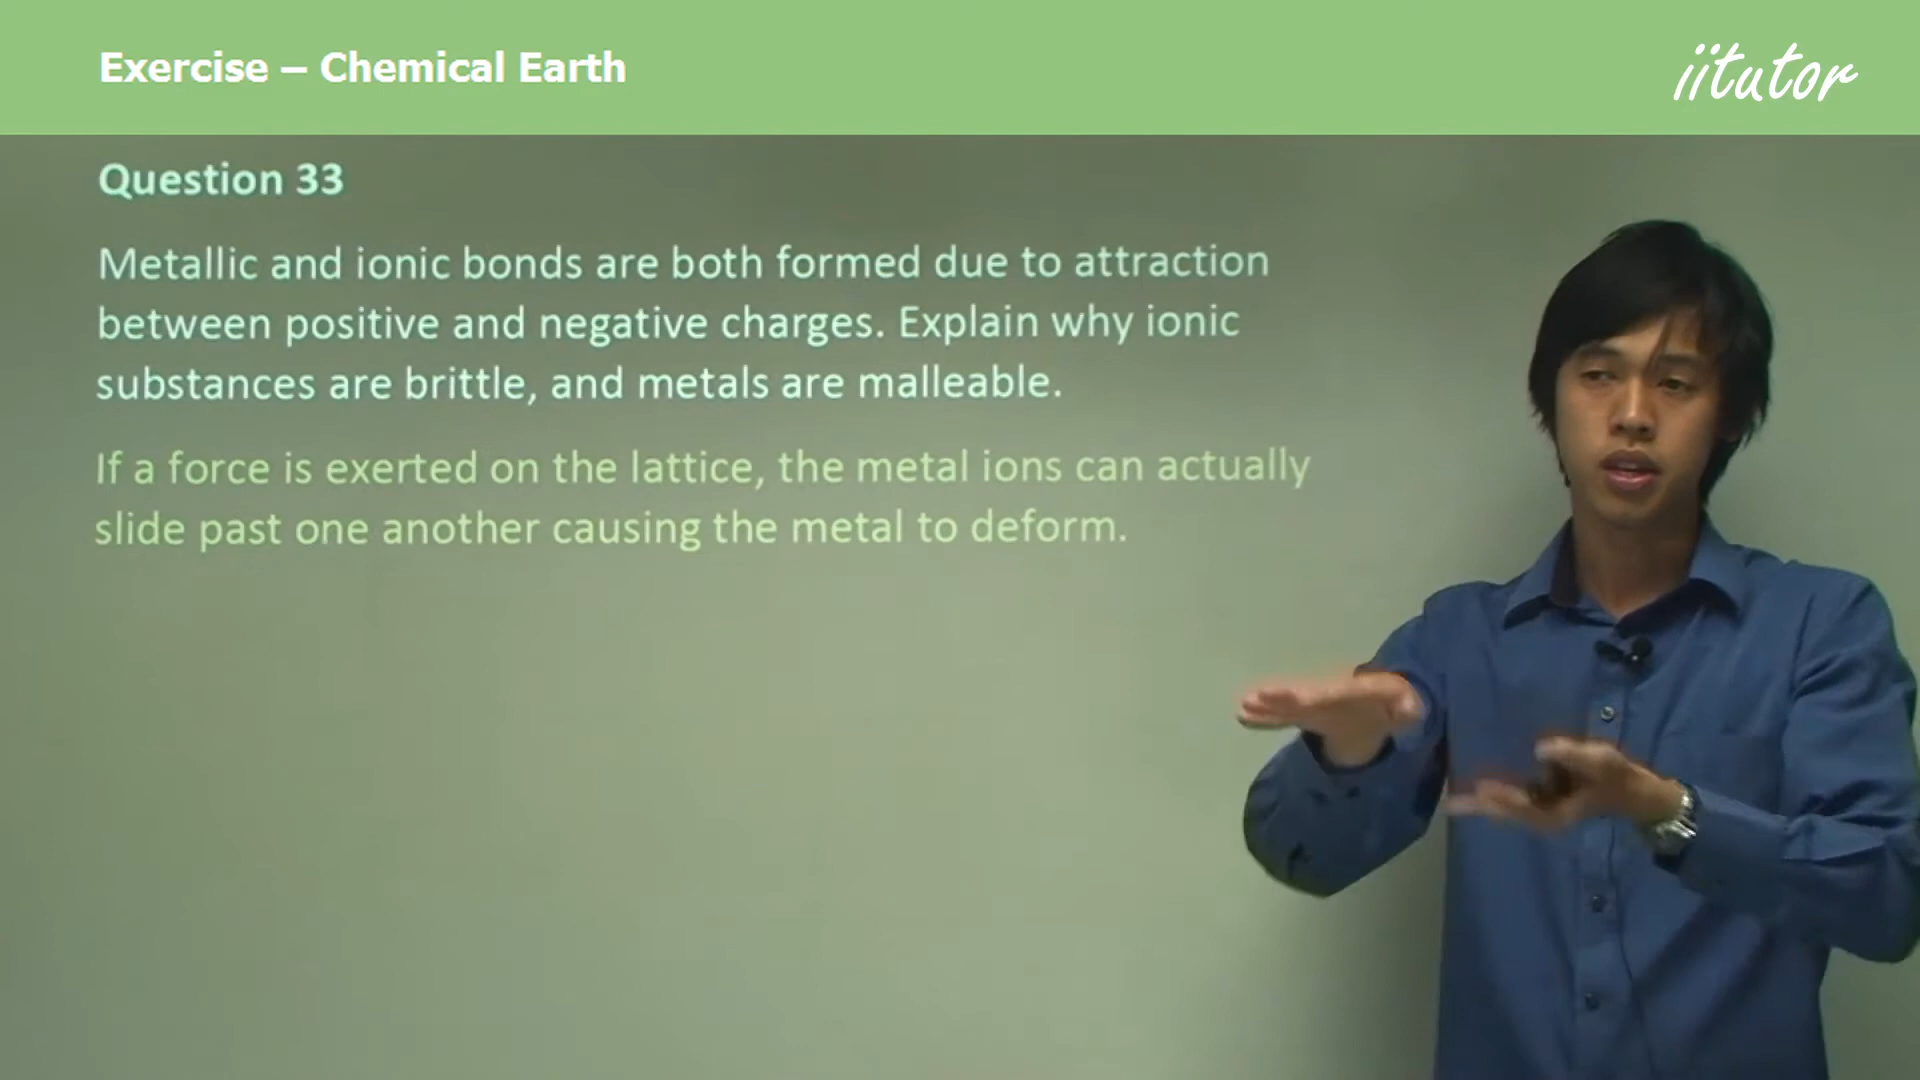 Exercise – Chemical Earth
iitutor
Question 33
Metallic and ionic bonds are both formed due to attraction
between positive and negative charges. Explain why ionic
substances are brittle, and metals are malleable.
If a force is exerted on the lattice, the metal ions can actually
slide past one another causing the metal to deform.